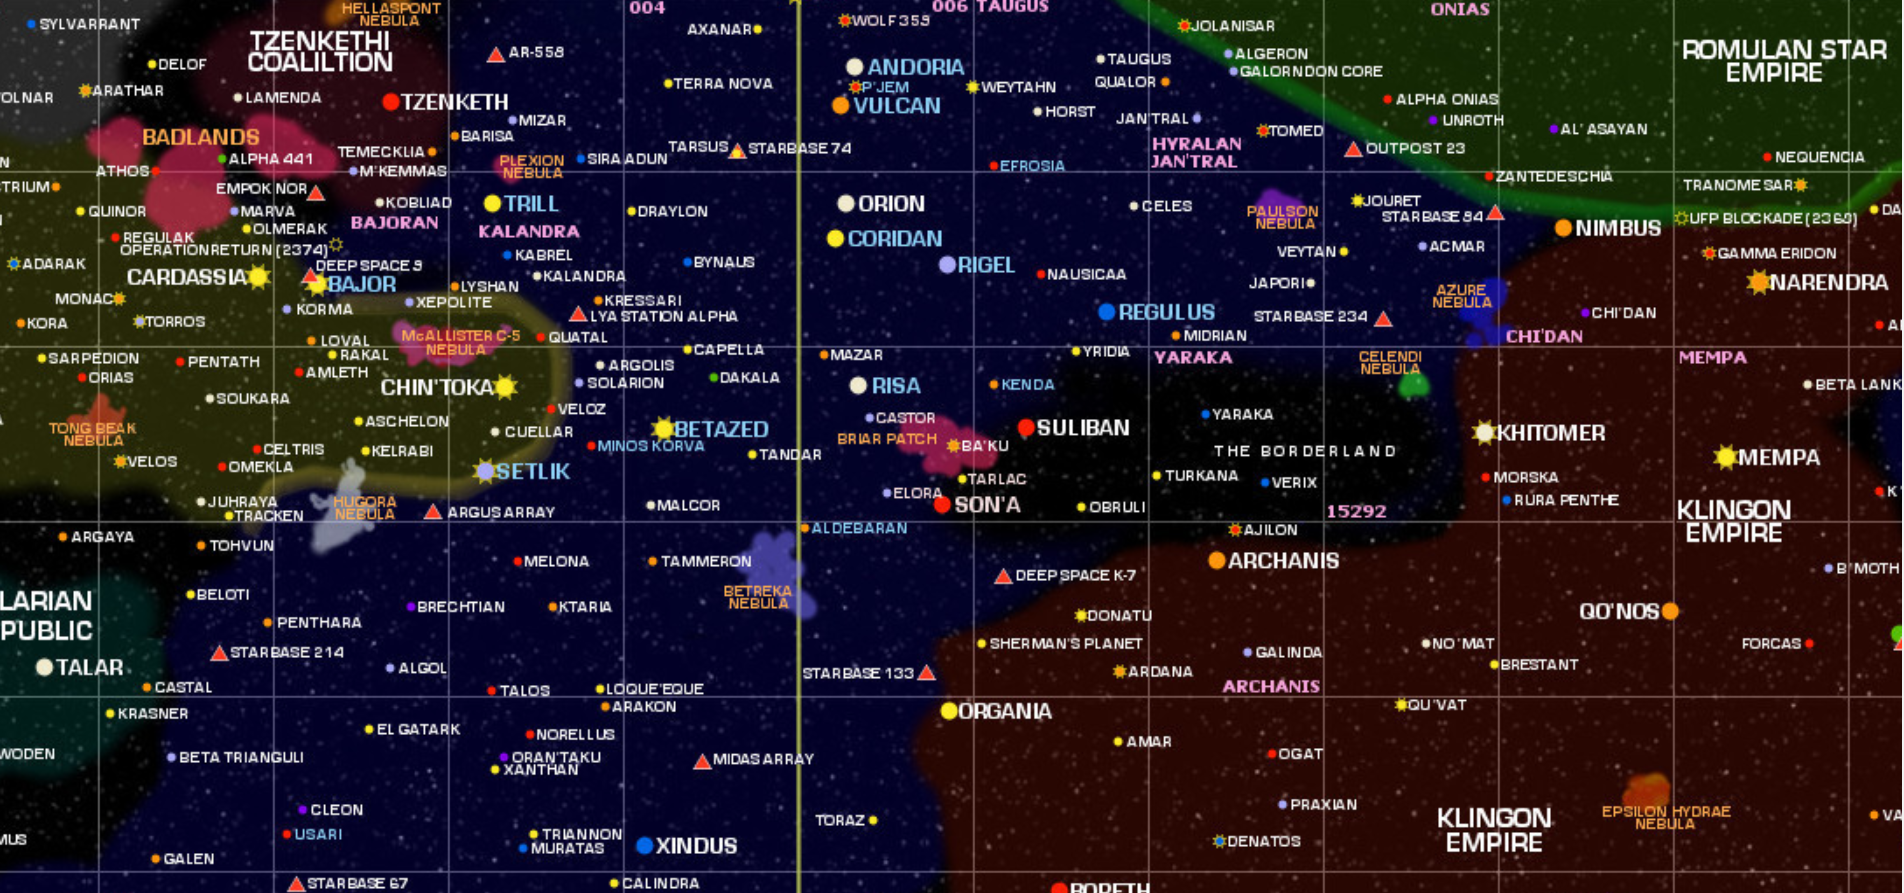 HELLASPONT
NEBULA
004
006 TAUGUS
ONIAS
SYLVARRANT
TZENKETHI
COALILTION
AR-558
AXANAR
WOLF 359
JOLANISAR
ROMULAN STAR
EMPIRE
DELOF
ANDORIA
TAUGUS
ALGERON
GALORNDON CORE
OLNAR
ARATHAR
LAMENDA
TZENKETH
TERRA NOVA
P'JEM
WEYTAHN
QUALOR
VULCAN
HORST
JAN'TRAL
ALPHA ONIAS
UNROTH
AL' ASAYAN
MIZAR
BADLANDS
BARISA
TOMED
HYRALAN
JAN'TRAL
TEMECKLIA
ALPHA 441
PLEXION
NEBULA
SIRA ADUN
TARSUS
STARBASE 74
OUTPOST 23
NEQUENCIA
EFROSIA
ATHOS
M'KEMMAS
ZANTEDESCHIA
TRIUM
EMPOK NOR
TRANOME SAR
KOBLIAD
TRILL
ORION
CELES
JOURET
QUINOR
MARVA
BAJORAN
DRAYLON
PAULSON
NEBULA
STARBASE 84
UFP BLOCKADE (2369)
DA
OLMERAK
KALANDRA
CORIDAN
NIMBUS
REGULAK
OPERATION RETURN (2374)
KABREL
VEYTAN
ACMAR
GAMMA ERIDON
ADARAK
DEEP SPACE 9
BYNAUS
RIGEL
CARDASSIA
BAJOR
KALANDRA
NAUSICAA
JAPORI
NARENDRA
LYSHAN
AZURE
NEBULA
MONAC
XEPOLITE
KRESSARI
KORMA
LYA STATION ALPHA
REGULUS
STARBASE 234
CHI'DAN
KORA
TORROS
McALLISTER C-5
NEBULA
QUATAL
MIDRIAN
CHI'DAN
LOVAL
SARPEDION
RAKAL
CAPELLA
MAZAR
YRIDIA
YARAKA
CELENDI
NEBULA
MEMPA
PENTATH
ARGOLIS
AMLETH
ORIAS
CHIN'TOKA
SOLARION
DAKALA
RISA
KENDA
BETA LANK
SOUKARA
VELOZ
TONG BEAK
NEBULA
ASCHELON
CUELLAR
BETAZED
CASTOR
SULIBAN
YARAKA
KHITOMER
BRIAR PATCH
BA'KU
MINOS KORVA
THE BORDERLAND
CELTRIS
KELRABI
TANDAR
MEMPA
VELOS
OMEKLA
SETLIK
TARLAC
TURKANA
VERIX
MORSKA
ELORA
JUHRAYA
HUGORA
NEBULA
ARGUS ARRAY
MALCOR
SON'A
OBRULI
15292
RURA PENTHE
TRACKEN
KLINGON
EMPIRE
ALDEBARAN
AJILON
ARGAYA
TOHVUN
MELONA
TAMMERON
ARCHANIS
DEEP SPACE K-7
B'MOTH
BELOTI
BETREKA
NEBULA
LARIAN
PUBLIC
BRECHTIAN
KTARIA
DONATU
QO'NOS
PENTHARA
SHERMAN'S PLANET
GALINDA
NO'MAT
FORCAS
STARBASE 214
TALAR
ALGOL
STARBASE 133
ARDANA
BRESTANT
CASTAL
TALOS
LOQUE'EQUE
ARCHANIS
ARAKON
ORGANIA
QU'VAT
KRASNER
EL GATARK
NORELLUS
AMAR
WODEN
BETA TRIANGULI
ORAN'TAKU
XANTHAN
MIDAS ARRAY
OGAT
CLEON
PRAXIAN
EPSILON HYDRAE
NEBULA
USARI
TRIANNON
MURATAS
XINDUS
TORAZ
DENATOS
KLINGON
EMPIRE
VA
MUS
GALEN
STARBASE 67
CALINDRA
BORETH